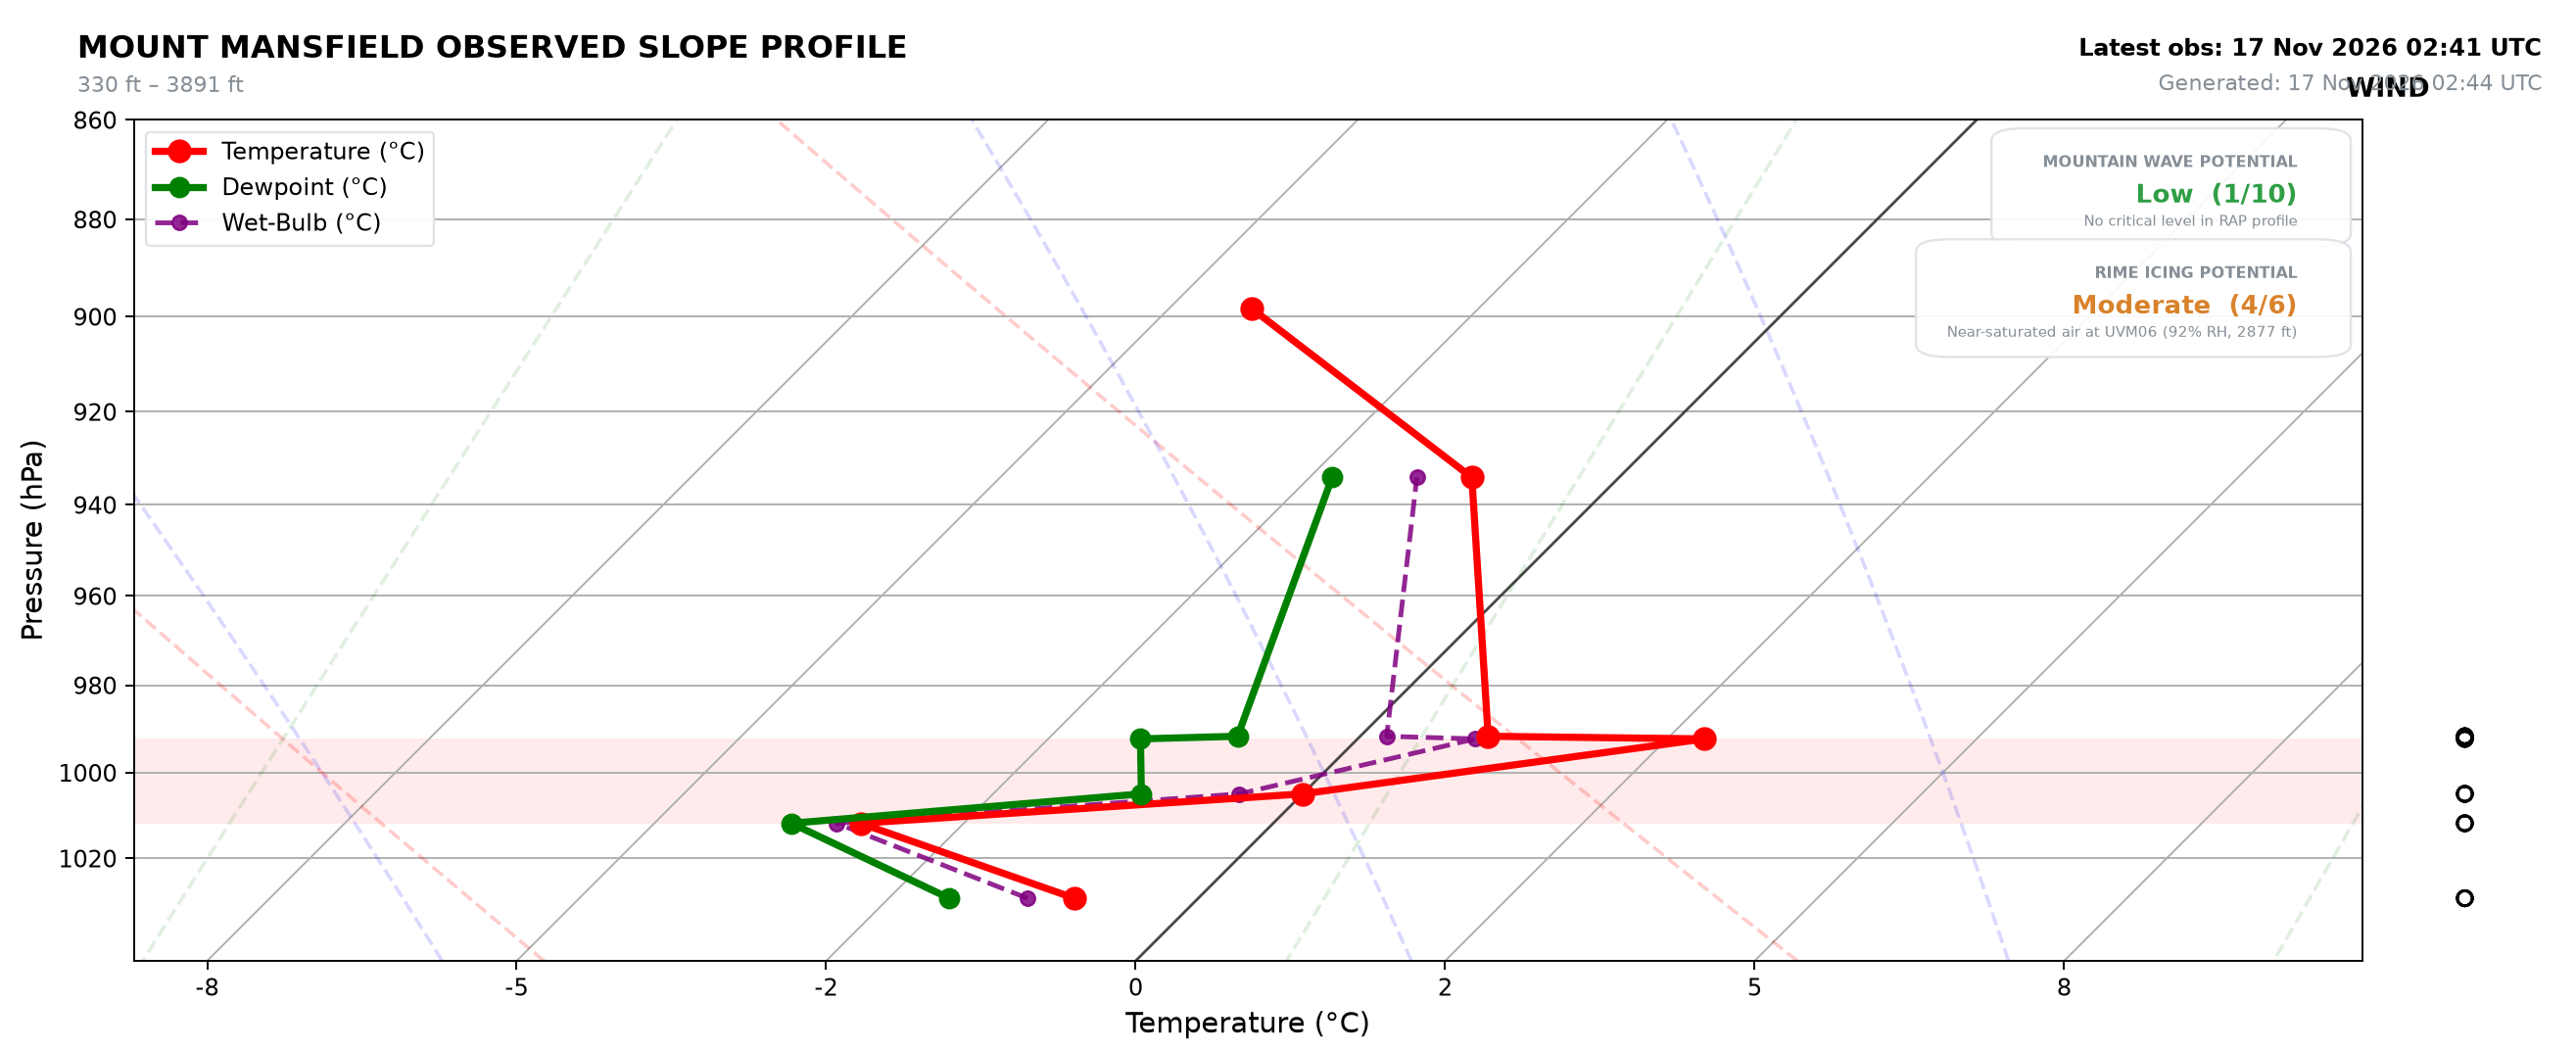 MOUNT MANSFIELD OBSERVED SLOPE PROFILE
330 ft – 3891 ft
Latest obs: 17 Nov 2026 02:41 UTC
Generated: 17 Nov 2026 02:44 UTC
WIND
Temperature (°C)
Dewpoint (°C)
Wet-Bulb (°C)
MOUNTAIN WAVE POTENTIAL
Low (1/10)
No critical level in RAP profile
RIME ICING POTENTIAL
Moderate (4/6)
Near-saturated air at UVM06 (92% RH, 2877 ft)
Pressure (hPa)
860
880
900
920
940
960
980
1000
1020
-8
-5
-2
0
2
5
8
Temperature (°C)